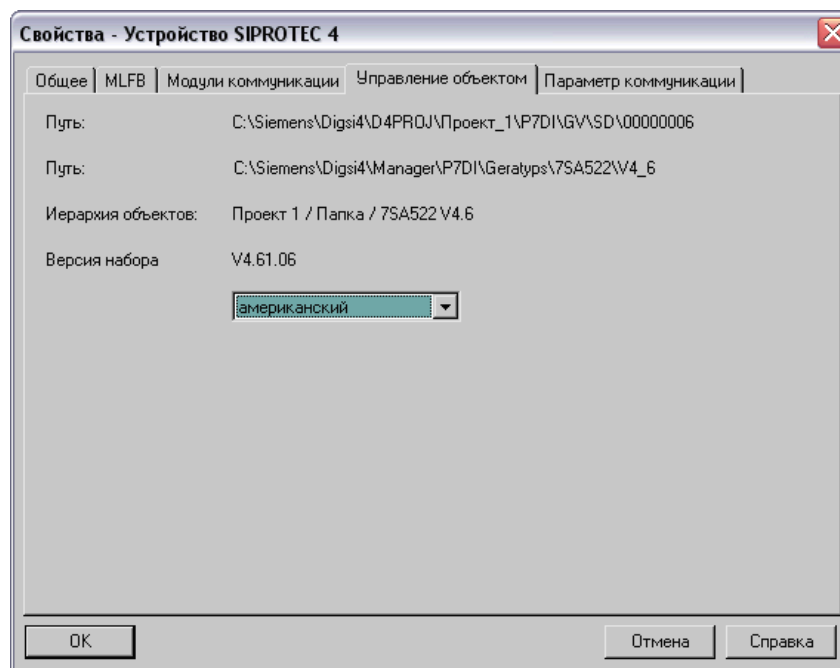 Свойства - Устройство SIPROTEC 4
Общее MLFB Модули коммуникации Управление объектом Параметр коммуникации
Путь: C:\Siemens\Digsi4\D4PROJ\Проект_1\P7DI\GV\SD\00000006
Путь: C:\Siemens\Digsi4\Manager\P7DI\Geratyps\7SA522\V4_6
Иерархия объектов: Проект 1 / Папка / 7SA522 V4.6
Версия набора V4.61.06
американский
OK Отмена Справка